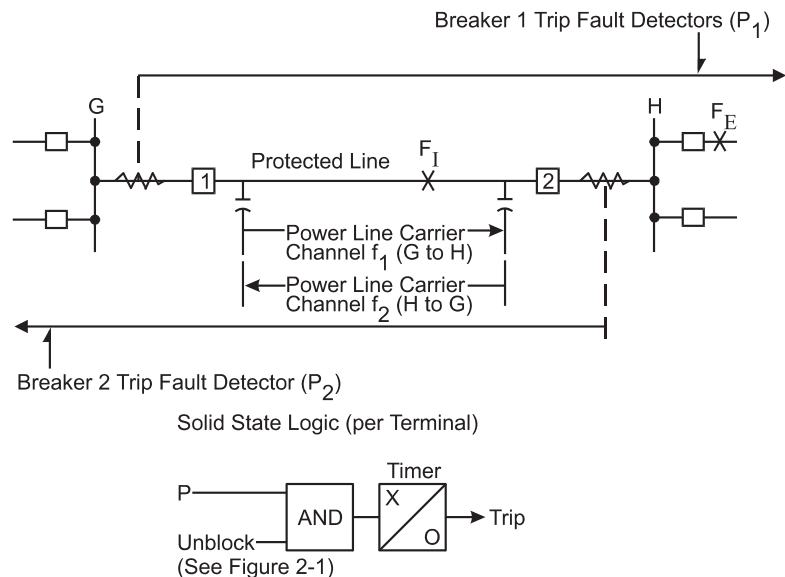 Breaker 1 Trip Fault Detectors (P1)
G
H
FE
Protected Line
FI
1
2
Power Line Carrier
Channel f1 (G to H)
Power Line Carrier
Channel f2 (H to G)
Breaker 2 Trip Fault Detector (P2)
Solid State Logic (per Terminal)
Timer
P
X
AND
Trip
O
Unblock
(See Figure 2-1)